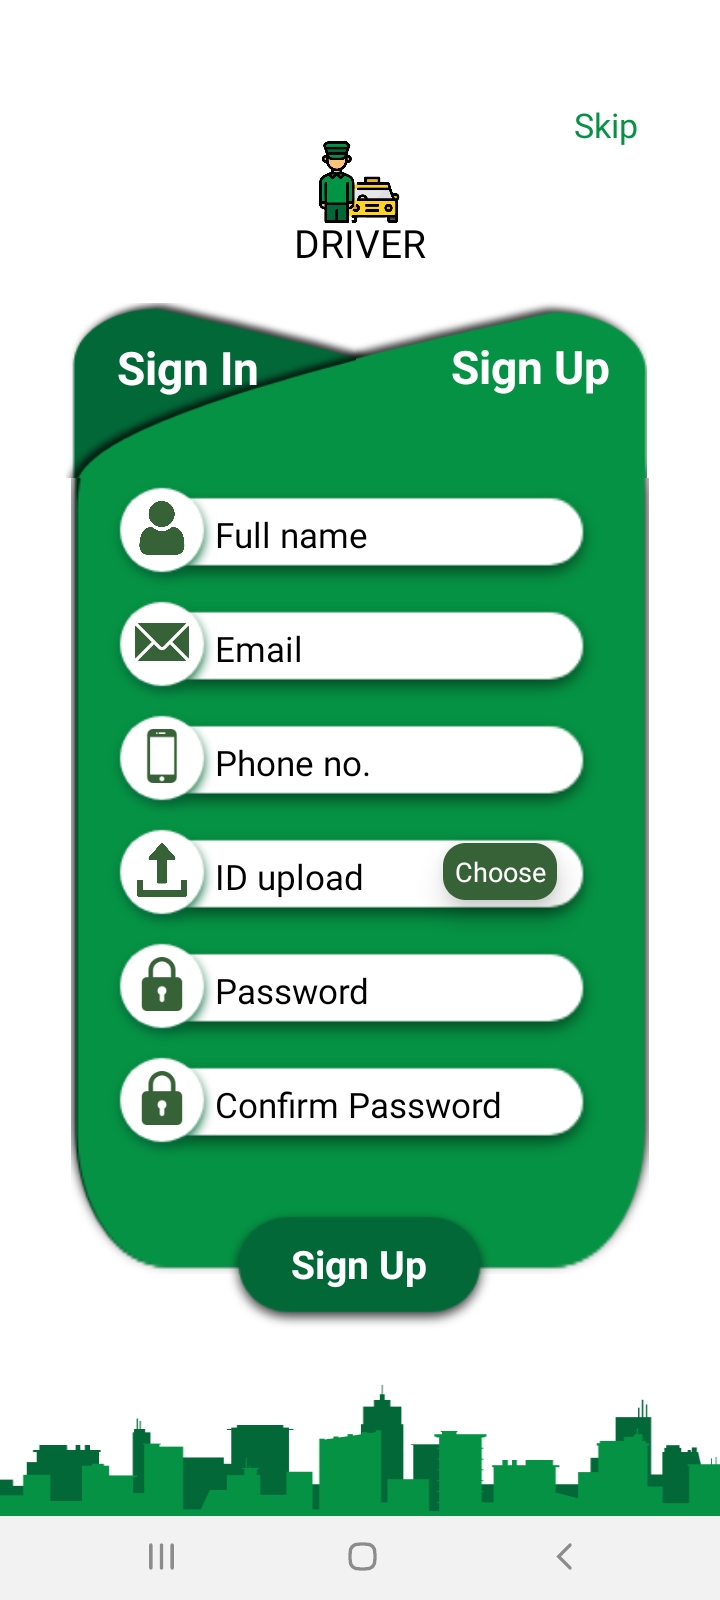 Skip
DRIVER
Sign In
Sign Up
Full name
Email
Phone no.
ID upload
Choose
Password
Confirm Password
Sign Up